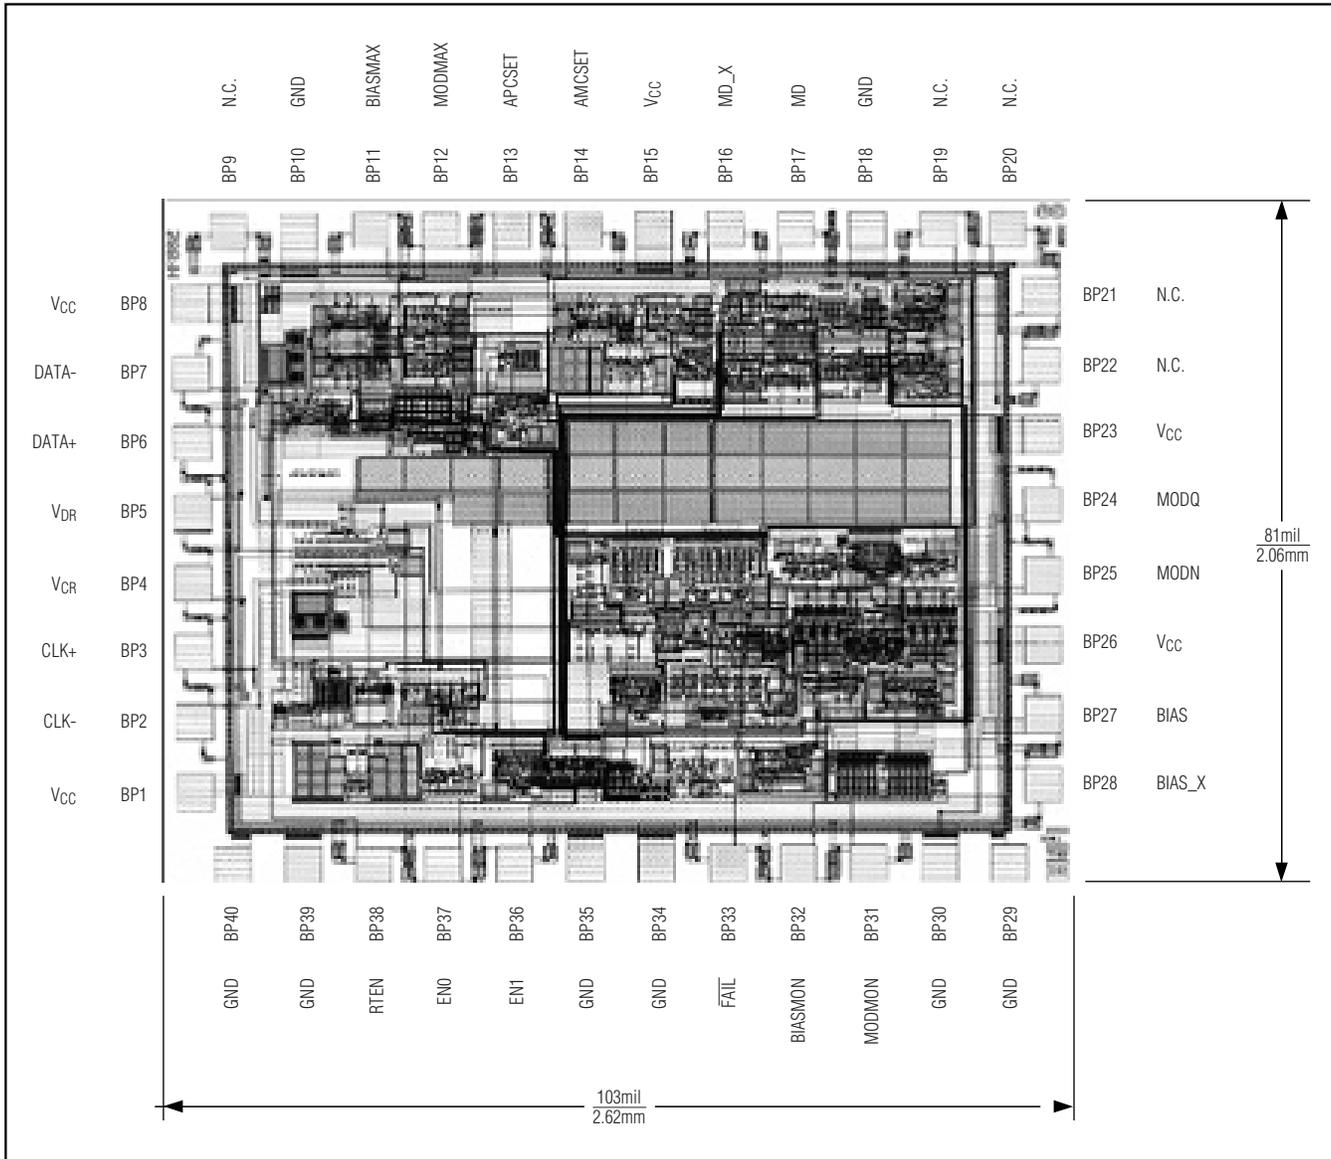 N.C. GND BIASMAX MODMAX APCSET AMCSET VCC MD_X MD GND N.C. N.C.
BP9 BP10 BP11 BP12 BP13 BP14 BP15 BP16 BP17 BP18 BP19 BP20
VCC BP8
DATA- BP7
DATA+ BP6
VDR BP5
VCR BP4
CLK+ BP3
CLK- BP2
VCC BP1
BP21 N.C.
BP22 N.C.
BP23 VCC
BP24 MODQ
BP25 MODN
BP26 VCC
BP27 BIAS
BP28 BIAS_X
81mil
2.06mm
BP40 BP39 BP38 BP37 BP36 BP35 BP34 BP33 BP32 BP31 BP30 BP29
GND GND RTEN EN0 EN1 GND GND FAIL BIASMON MODMON GND GND
103mil
2.62mm